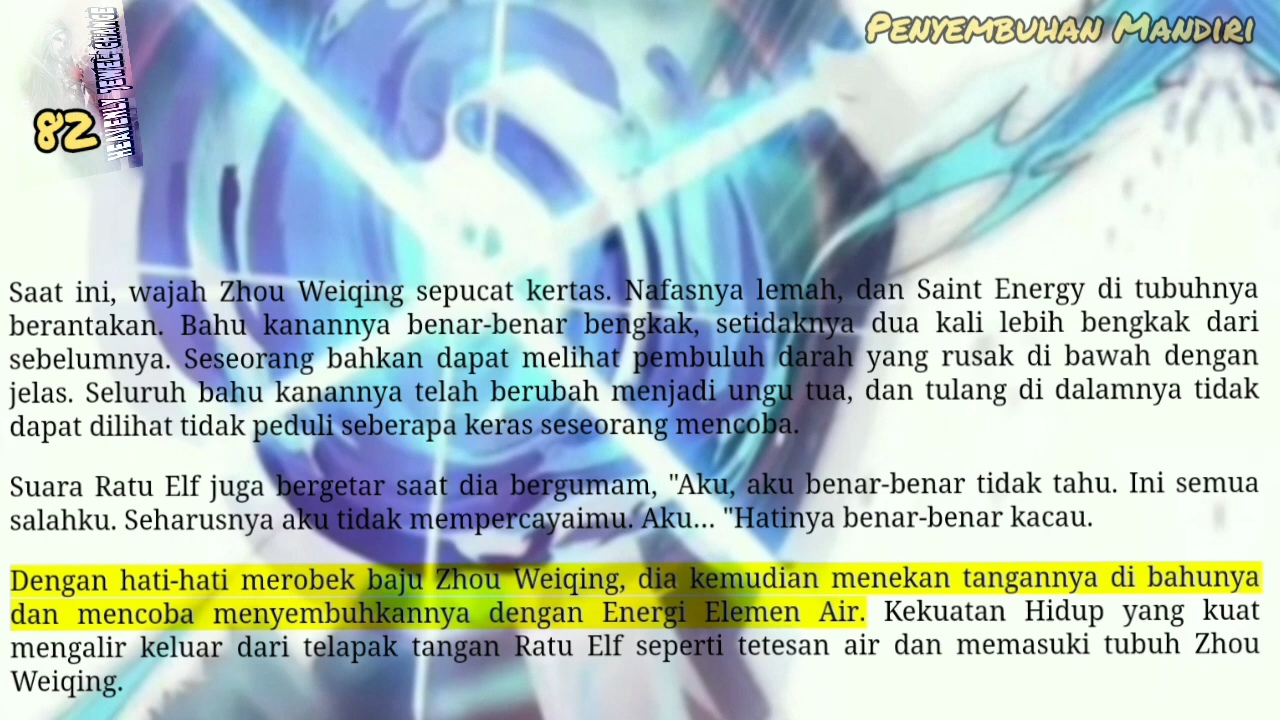 Penyembuhan Mandiri
HEAVENLY JEWEL CHANGE
82
Saat ini, wajah Zhou Weiqing sepucat kertas. Nafasnya lemah, dan Saint Energy di tubuhnya
berantakan. Bahu kanannya benar-benar bengkak, setidaknya dua kali lebih bengkak dari
sebelumnya. Seseorang bahkan dapat melihat pembuluh darah yang rusak di bawah dengan
jelas. Seluruh bahu kanannya telah berubah menjadi ungu tua, dan tulang di dalamnya tidak
dapat dilihat tidak peduli seberapa keras seseorang mencoba.
Suara Ratu Elf juga bergetar saat dia bergumam, "Aku, aku benar-benar tidak tahu. Ini semua
salahku. Seharusnya aku tidak mempercayaimu. Aku... "Hatinya benar-benar kacau.
Dengan hati-hati merobek baju Zhou Weiqing, dia kemudian menekan tangannya di bahunya
dan mencoba menyembuhkannya dengan Energi Elemen Air. Kekuatan Hidup yang kuat
mengalir keluar dari telapak tangan Ratu Elf seperti tetesan air dan memasuki tubuh Zhou
Weiqing.